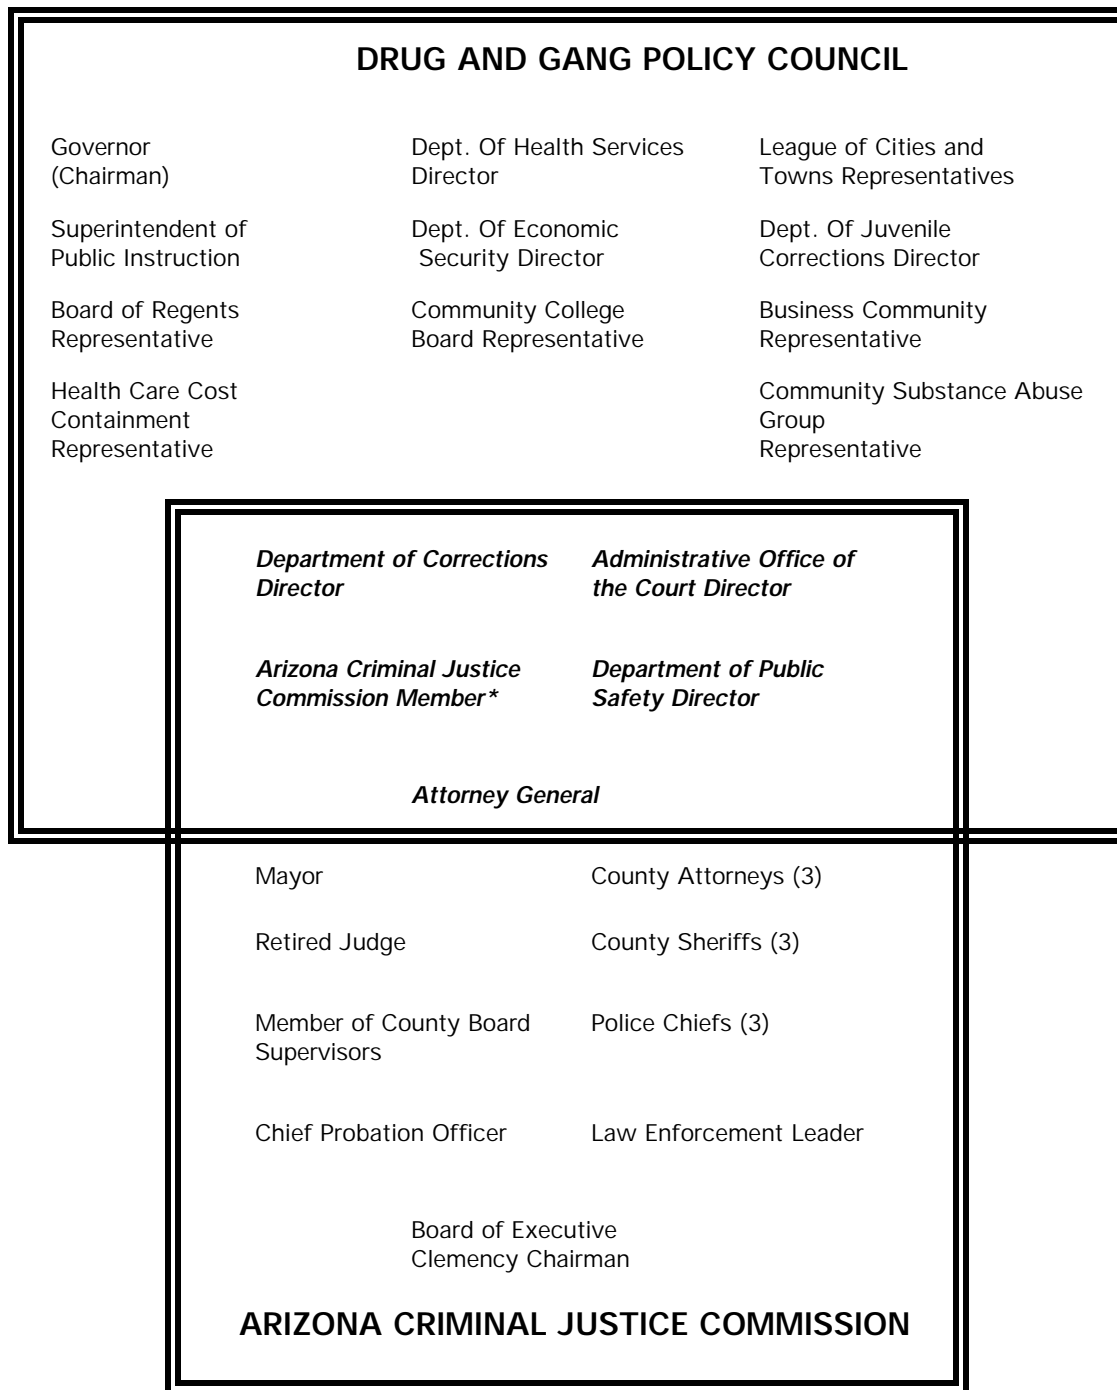 DRUG AND GANG POLICY COUNCIL
Governor
(Chairman)
Dept. Of Health Services
Director
League of Cities and
Towns Representatives
Superintendent of
Public Instruction
Dept. Of Economic
Security Director
Dept. Of Juvenile
Corrections Director
Board of Regents
Representative
Community College
Board Representative
Business Community
Representative
Health Care Cost
Containment
Representative
Community Substance Abuse
Group
Representative
Department of Corrections
Director
Administrative Office of
the Court Director
Arizona Criminal Justice
Commission Member*
Department of Public
Safety Director
Attorney General
Mayor
County Attorneys (3)
Retired Judge
County Sheriffs (3)
Member of County Board
Supervisors
Police Chiefs (3)
Chief Probation Officer
Law Enforcement Leader
Board of Executive
Clemency Chairman
ARIZONA CRIMINAL JUSTICE COMMISSION